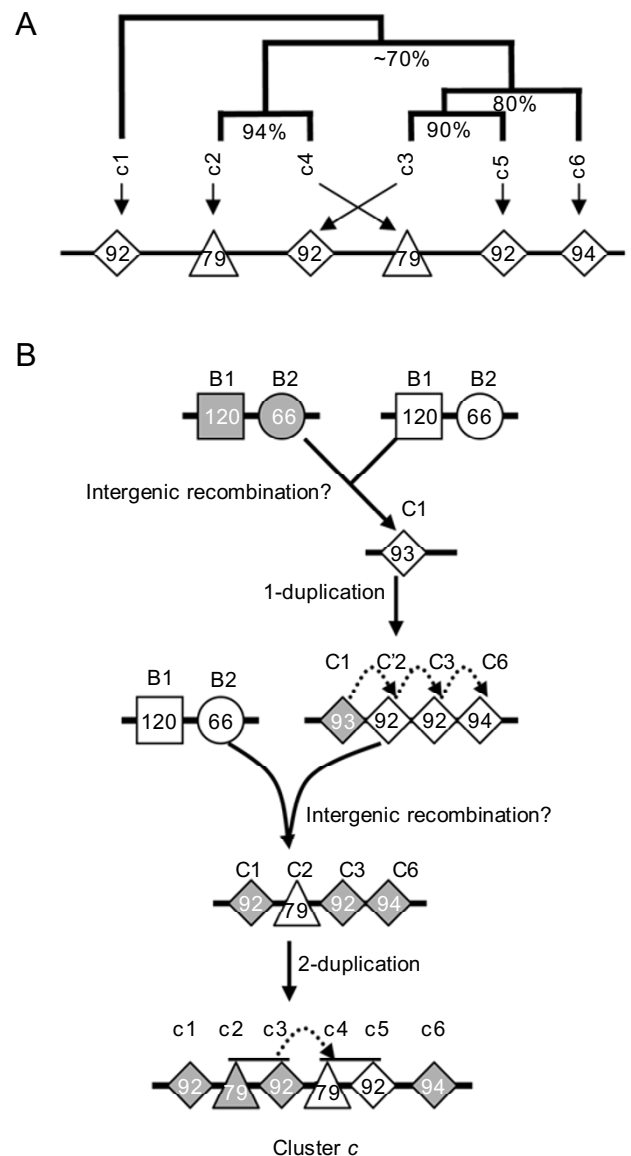 A
~70%
80%
94%
90%
c1 c2 c4 c3 c5 c6
92 79 92 79 92 94
B
B1 B2 B1 B2
120 66 120 66
Intergenic recombination?
C1
93
1-duplication
C1 C'2 C3 C6
B1 B2
120 66 93 92 92 94
Intergenic recombination?
C1 C2 C3 C6
92 79 92 94
2-duplication
c1 c2 c3 c4 c5 c6
92 79 92 79 92 94
Cluster c